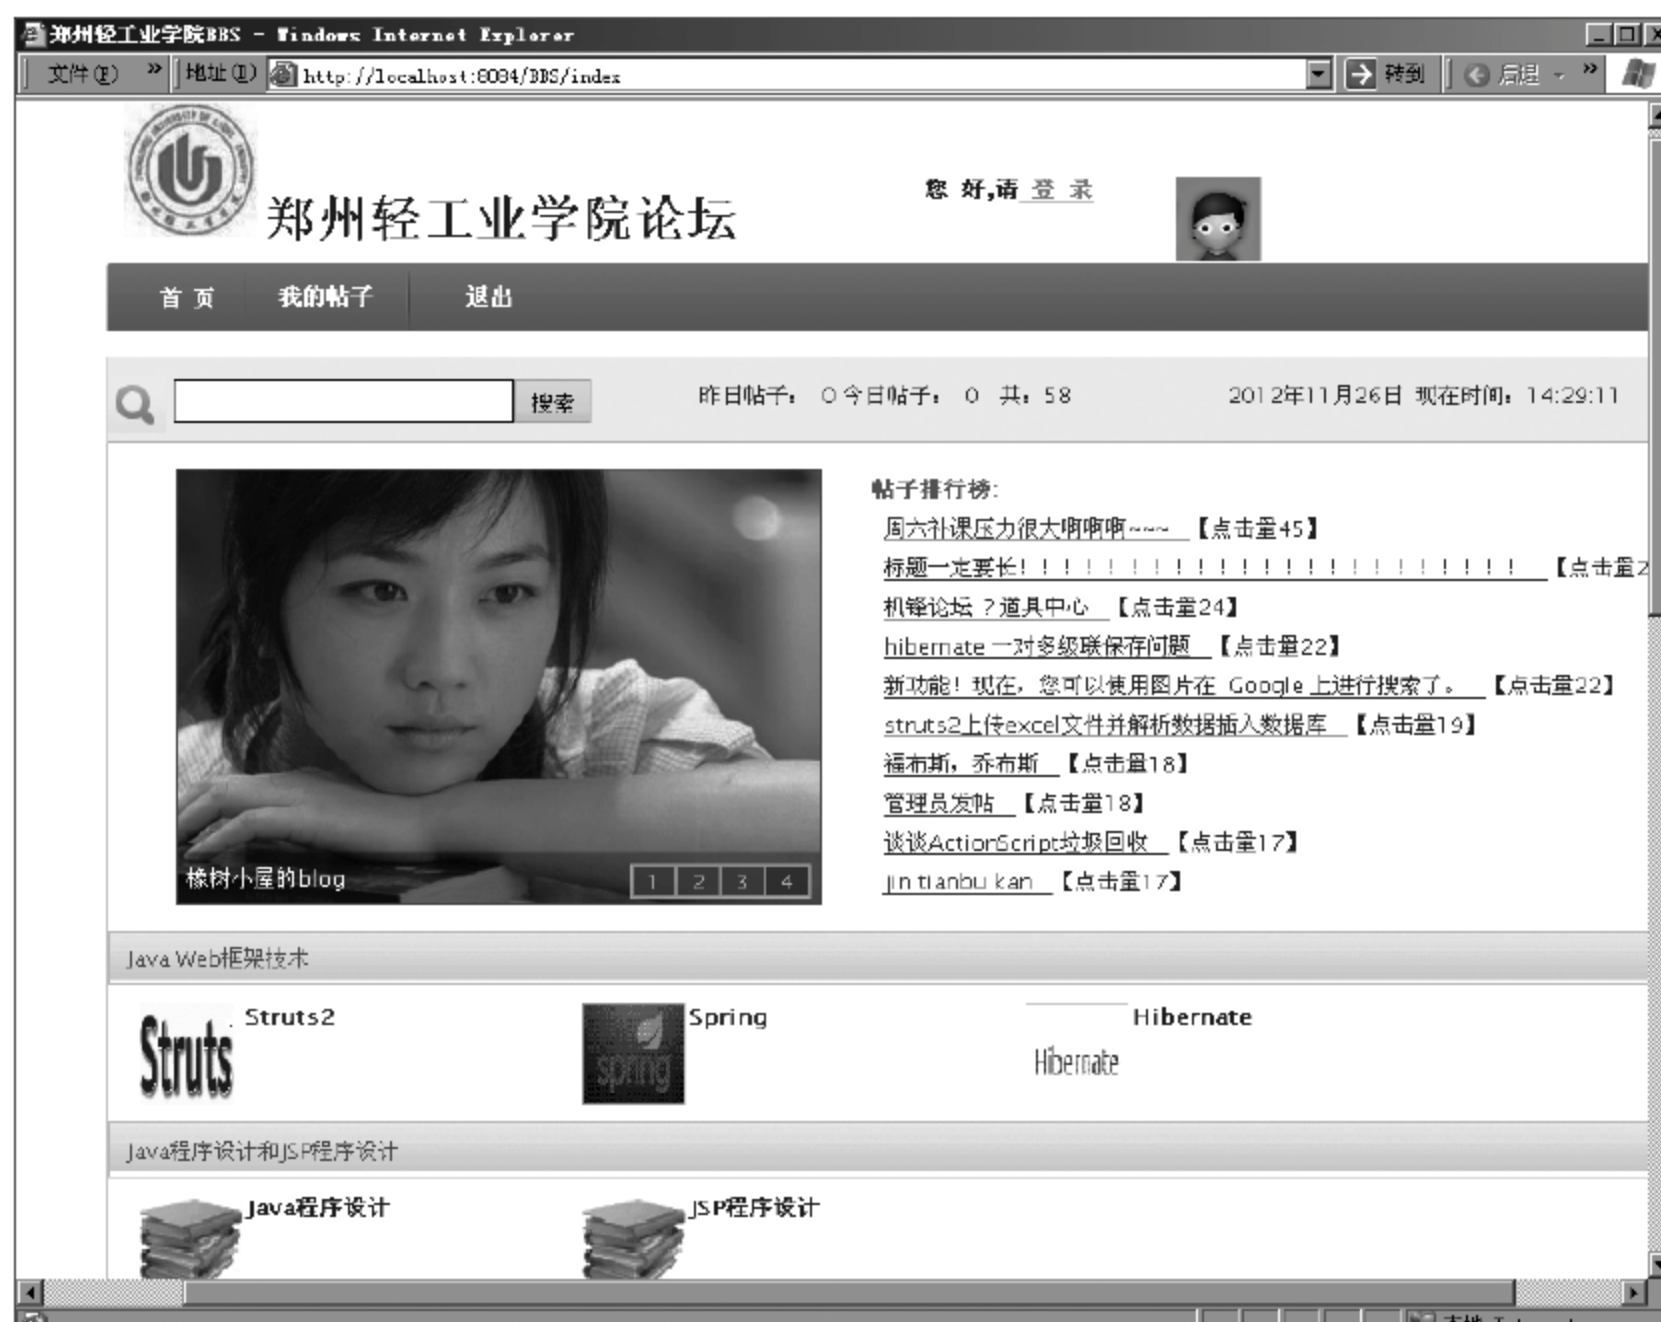 郑州轻工业学院BBS - Windows Internet Explorer
文件(F) » 地址(D) http://localhost:8084/BBS/index 转到 后退 »
郑州轻工业学院论坛
您 好,请 登 录
首 页 我的帖子 退出
搜索 昨日帖子： 0 今日帖子： 0 共：58 2012年11月26日 现在时间：14:29:11
帖子排行榜:
周六补课压力很大啊啊啊~~~ 【点击量45】
标题一定要长！！！！！！！！！！！！！！！！！！！！！！！ 【点击量2
机锋论坛 ？道具中心 【点击量24】
hibernate 一对多级联保存问题 【点击量22】
新功能！现在，您可以使用图片在 Google 上进行搜索了。 【点击量22】
struts2上传excel文件并解析数据插入数据库 【点击量19】
福布斯，乔布斯 【点击量18】
管理员发帖 【点击量18】
谈谈ActionScript垃圾回收 【点击量17】
jin tianbu kan 【点击量17】
橡树小屋的blog 1 2 3 4
Java Web框架技术
Struts Struts2 spring Spring Hibernate Hibernate
Java程序设计和JSP程序设计
Java程序设计 JSP程序设计